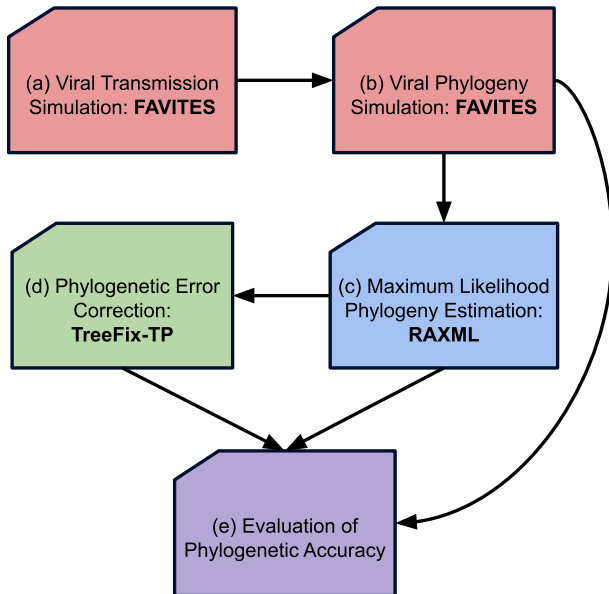 (a) Viral Transmission
Simulation: FAVITES
(b) Viral Phylogeny
Simulation: FAVITES
(d) Phylogenetic Error
Correction:
TreeFix-TP
(c) Maximum Likelihood
Phylogeny Estimation:
RAXML
(e) Evaluation of
Phylogenetic Accuracy